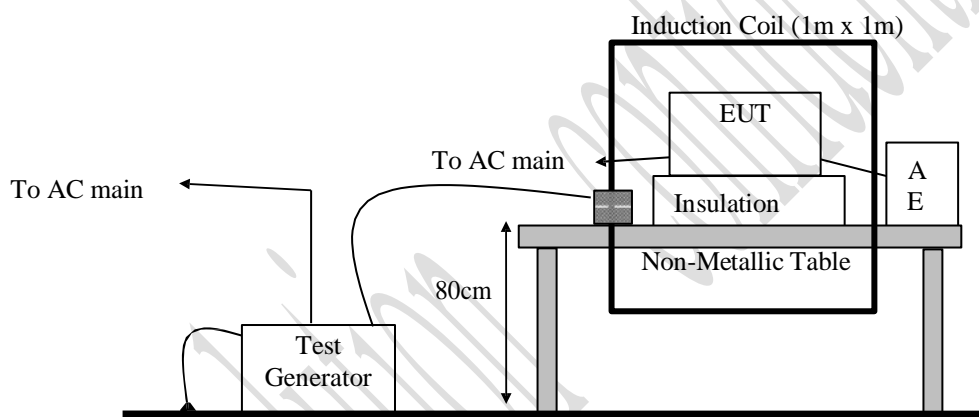 Induction Coil (1m x 1m)
EUT
To AC main
To AC main
A
E
Insulation
Non-Metallic Table
80cm
Test
Generator